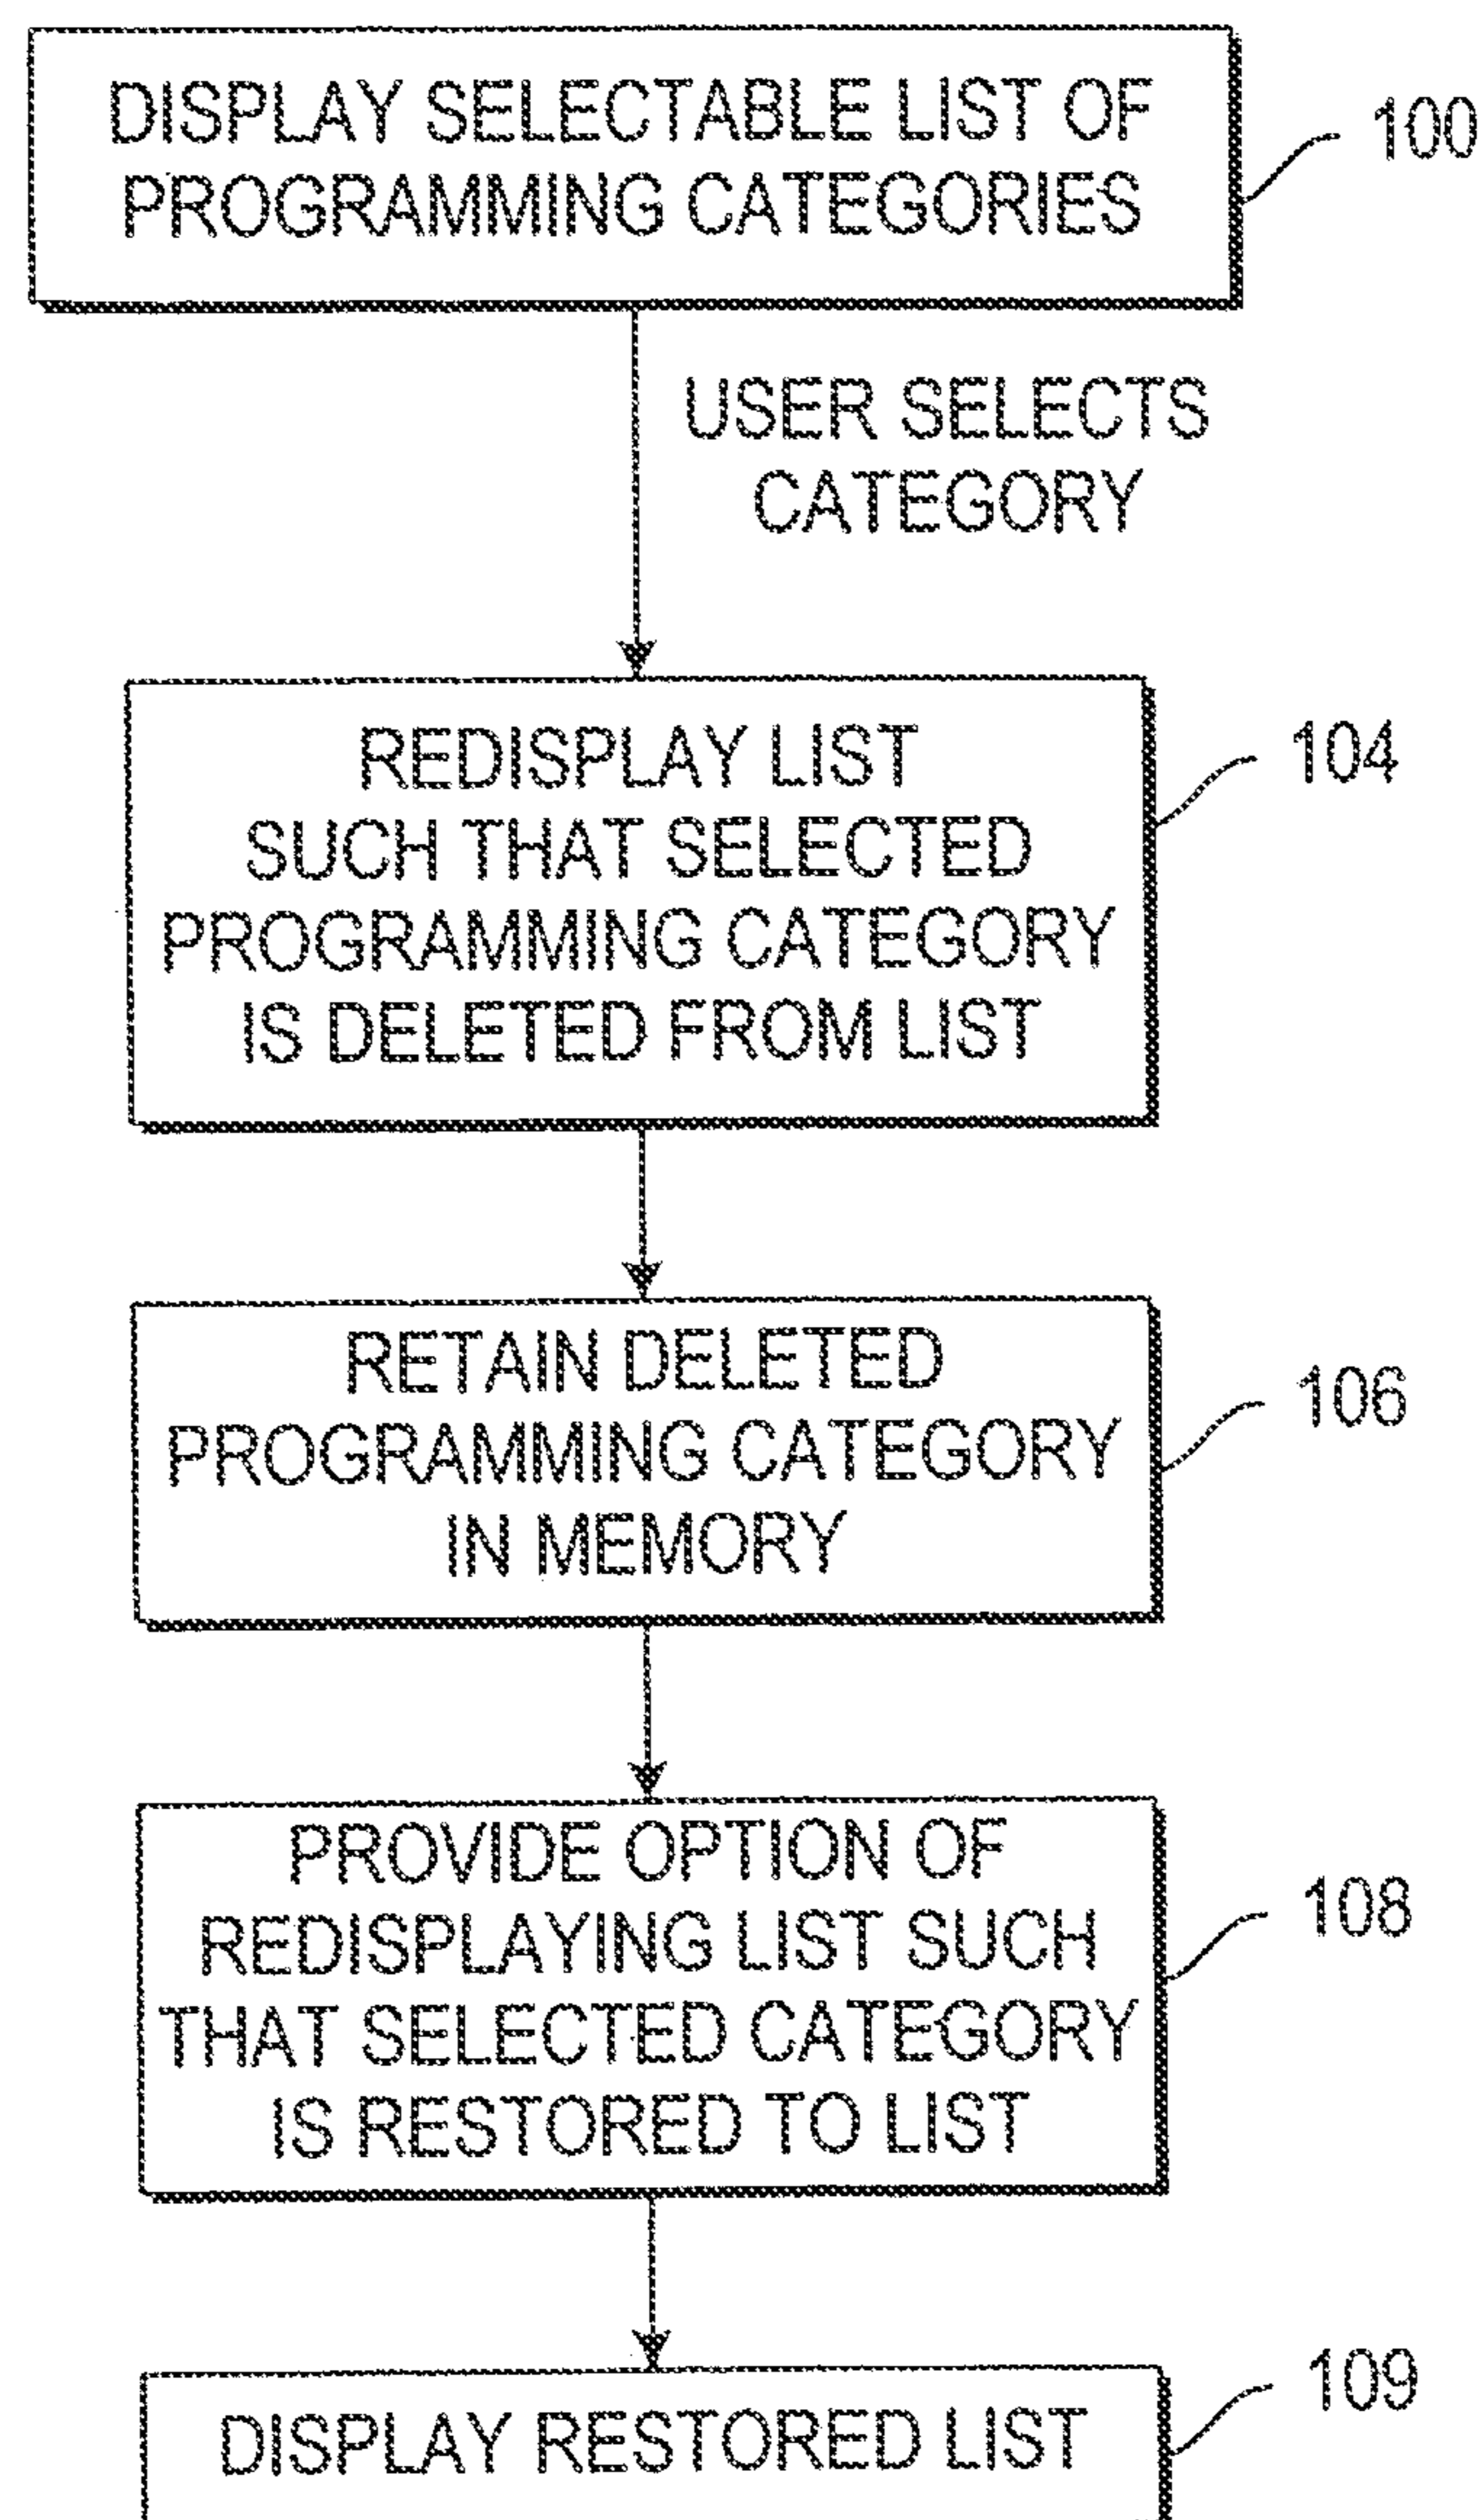 DISPLAY SELECTABLE LIST OF
PROGRAMMING CATEGORIES
100
USER SELECTS
CATEGORY
REDISPLAY LIST
SUCH THAT SELECTED
PROGRAMMING CATEGORY
IS DELETED FROM LIST
104
RETAIN DELETED
PROGRAMMING CATEGORY
IN MEMORY
106
PROVIDE OPTION OF
REDISPLAYING LIST SUCH
THAT SELECTED CATEGORY
IS RESTORED TO LIST
108
DISPLAY RESTORED LIST
109